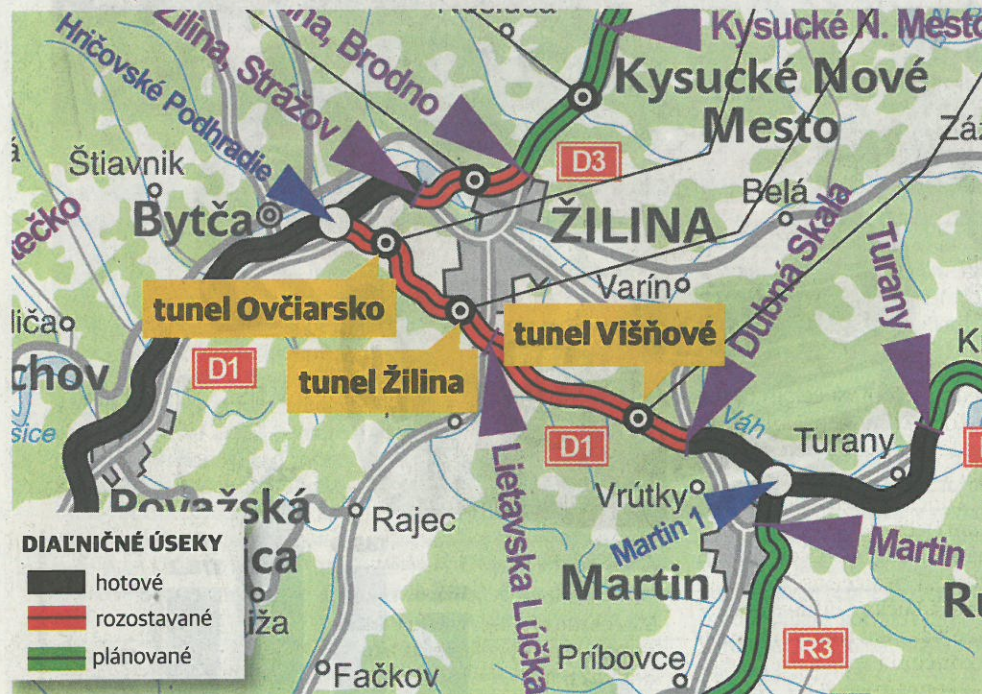 Kysucké N. Mesto
Žilina, Strážov
Brodno
Hričovské Podhradie
Kysucké Nové
Mesto
D3
Štiavnik
Belá
Bytča
ŽILINA
Dubná Skala
Turany
Varín
tunel Ovčiarsko
tunel Višňové
D1
tunel Žilina
D1
Váh
Turany
Lietavska Lúčka
Považská
Rajec
Vrútky
Martin 1
Martin
Martin
DIAĽNIČNÉ ÚSEKY
hotové
rozostavané
plánované
Fačkov
Príbovce
R3